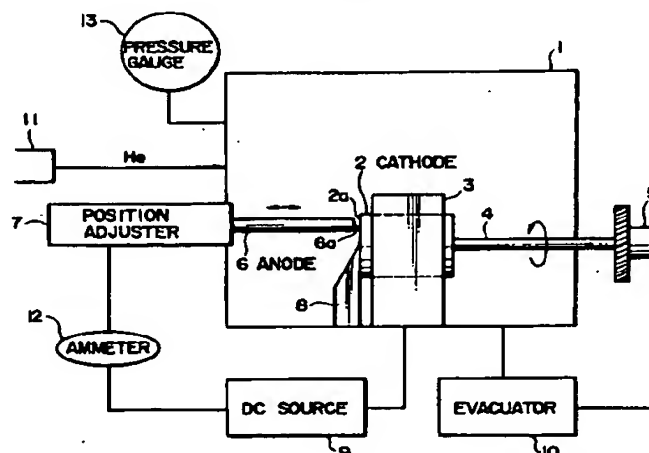 13
PRESSURE
GAUGE
1
11
He
2 CATHODE
2a
3
7
POSITION
ADJUSTER
6a
6 ANODE
4
8
12
AMMETER
DC SOURCE
EVACUATOR
9
10